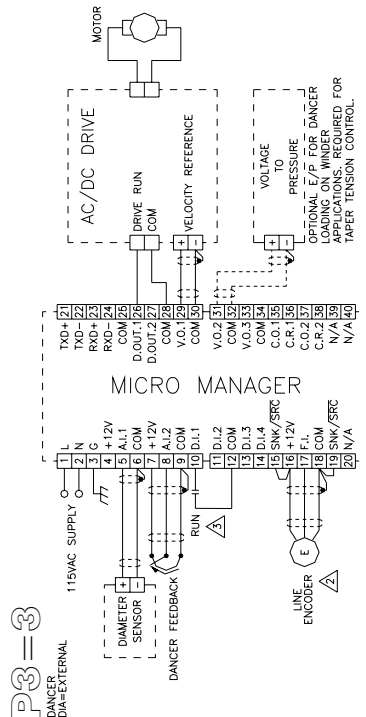 P3=3
DANCER
DIA=EXTERNAL
115VAC SUPPLY
DIAMETER
SENSOR
+
-
DANCER FEEDBACK
RUN
3
LINE
ENCODER
2
E
1 L
2 N
3 G
4 +12V
5 A.I.1
6 COM
7 +12V
8 A.I.2
9 COM
10 D.I.1
11 D.I.2
12 COM
13 D.I.3
14 D.I.4
15 SNK/SRC
16 +12V
17 F.I.
18 COM
19 SNK/SRC
20 N/A
MICRO MANAGER
TXD+ 21
TXD- 22
RXD+ 23
RXD- 24
COM 25
D.OUT.1 26
D.OUT.2 27
COM 28
V.O.1 29
COM 30
V.O.2 31
COM 32
V.O.3 33
COM 34
C.O.1 35
C.R.1 36
C.O.2 37
C.R.2 38
N/A 39
N/A 40
AC/DC DRIVE
DRIVE RUN
COM
+
-
VELOCITY REFERENCE
MOTOR
+
-
VOLTAGE
TO
PRESSURE
OPTIONAL E/P FOR DANCER
LOADING ON WINDER
APPLICATIONS. REQUIRED FOR
TAPER TENSION CONTROL.